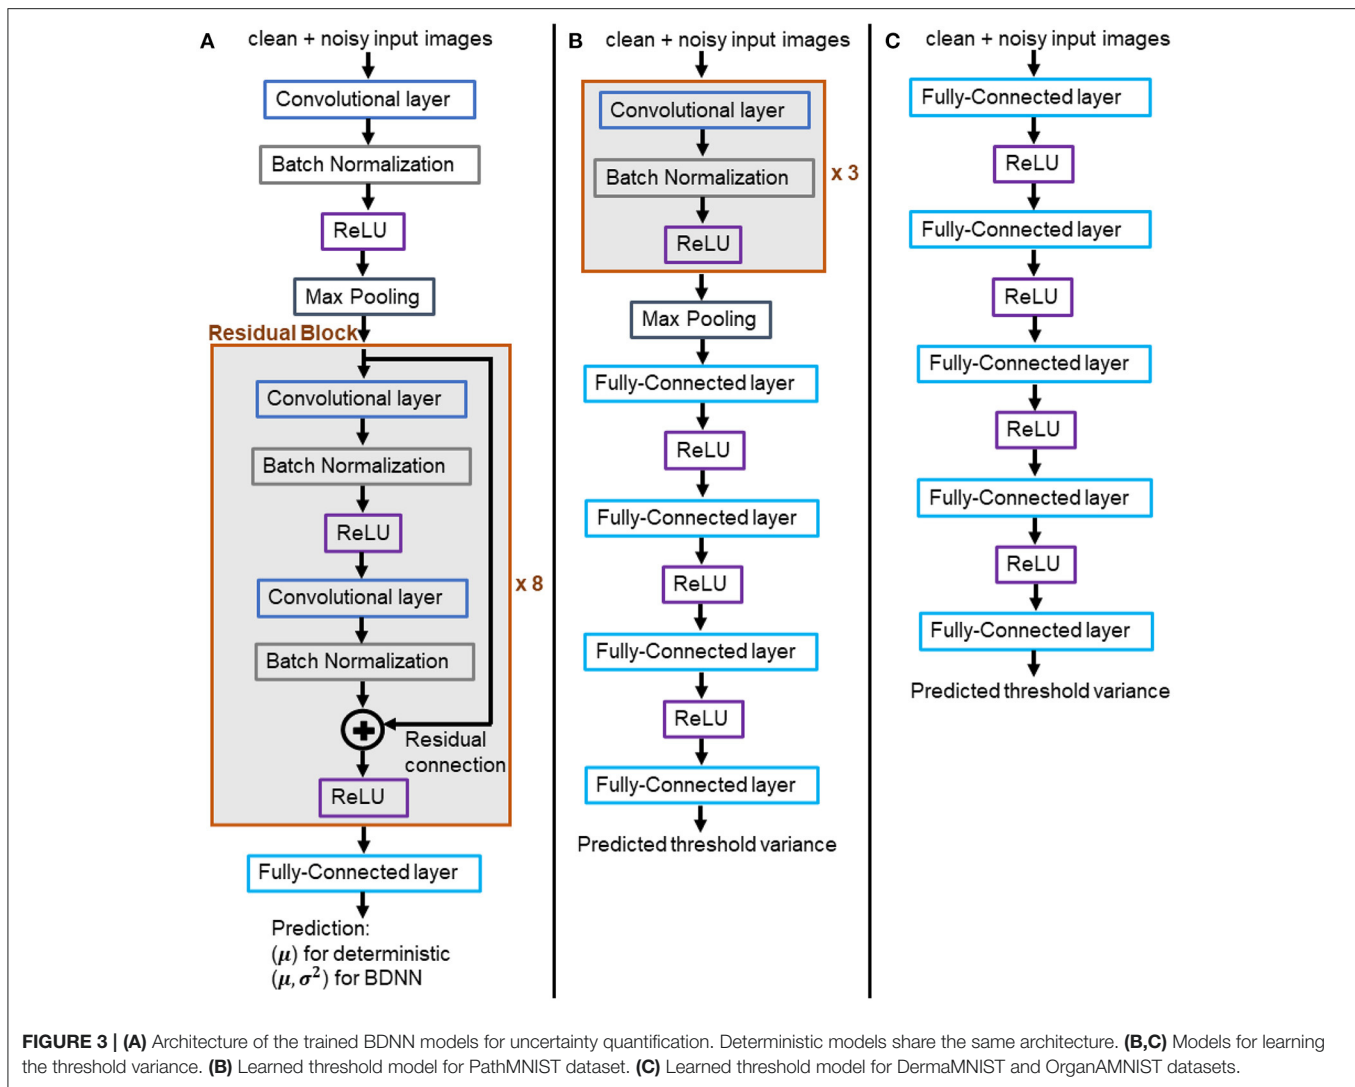 A
clean + noisy input images
Convolutional layer
Batch Normalization
ReLU
Max Pooling
Residual Block
Convolutional layer
Batch Normalization
ReLU
Convolutional layer
x 8
Batch Normalization
Residual
connection
ReLU
Fully-Connected layer
Prediction:
(μ) for deterministic
(μ, σ²) for BDNN
B
clean + noisy input images
Convolutional layer
Batch Normalization
x 3
ReLU
Max Pooling
Fully-Connected layer
ReLU
Fully-Connected layer
ReLU
Fully-Connected layer
ReLU
Fully-Connected layer
Predicted threshold variance
C
clean + noisy input images
Fully-Connected layer
ReLU
Fully-Connected layer
ReLU
Fully-Connected layer
ReLU
Fully-Connected layer
ReLU
Fully-Connected layer
Predicted threshold variance
FIGURE 3 | (A) Architecture of the trained BDNN models for uncertainty quantification. Deterministic models share the same architecture. (B,C) Models for learning
the threshold variance. (B) Learned threshold model for PathMNIST dataset. (C) Learned threshold model for DermaMNIST and OrganAMNIST datasets.